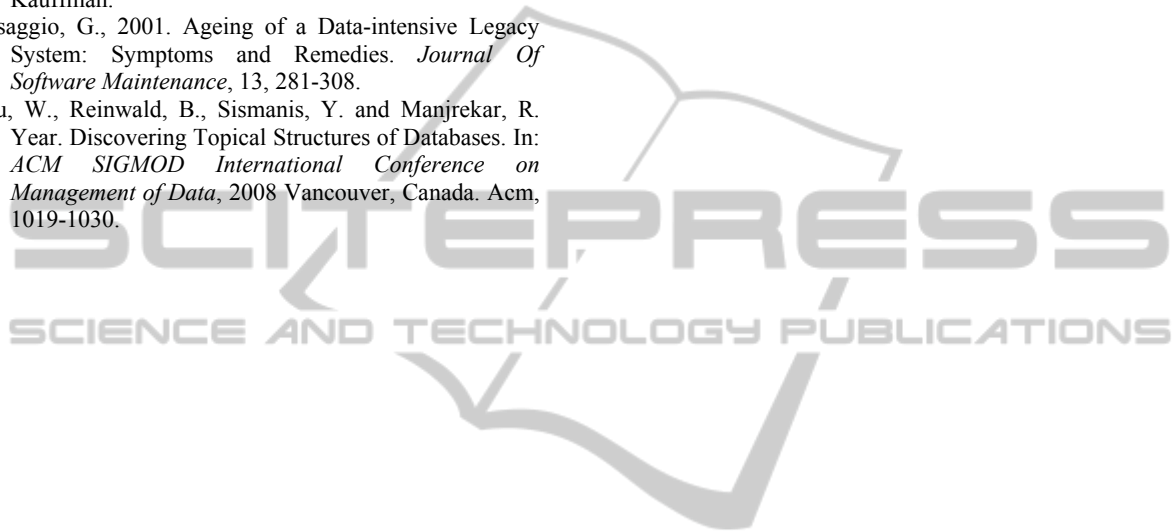 Kauffman.
saggio, G., 2001. Ageing of a Data-intensive Legacy
System: Symptoms and Remedies. Journal Of
Software Maintenance, 13, 281-308.
u, W., Reinwald, B., Sismanis, Y. and Manjrekar, R.
Year. Discovering Topical Structures of Databases. In:
ACM SIGMOD International Conference on
Management of Data, 2008 Vancouver, Canada. Acm,
1019-1030.
SCITEPRESS
SCIENCE AND TECHNOLOGY PUBLICATIONS